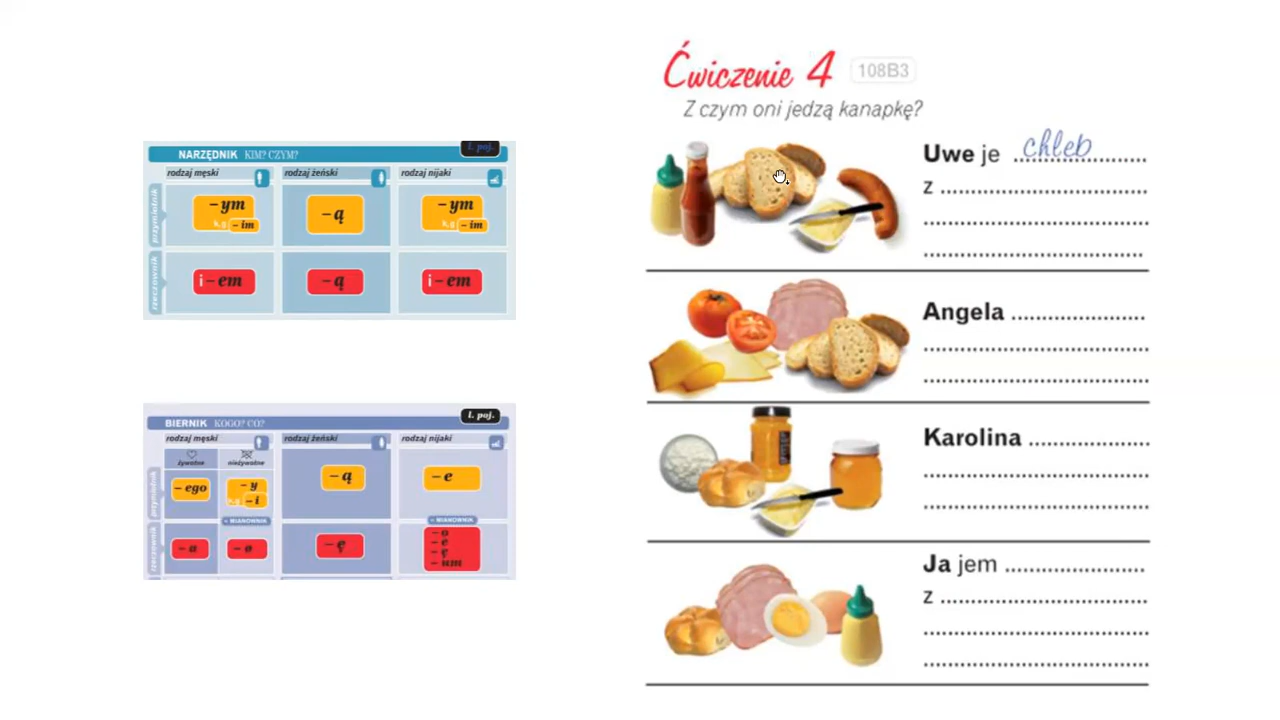 NARZĘDNIK KIM? CZYM?
l. poj.
rodzaj męski
rodzaj żeński
rodzaj nijaki
przymiotnik
-ym
k,g -im
-ą
-ym
k,g -im
rzeczownik
i -em
-ą
i -em
BIERNIK KOGO? CO?
l. poj.
rodzaj męski
rodzaj żeński
rodzaj nijaki
żywotne
nieżywotne
przymiotnik
-ego
-y
k,g -i
-ą
-e
= MIANOWNIK
= MIANOWNIK
rzeczownik
-a
-ø
-ę
-o
-e
-ę
-um
Ćwiczenie 4 108B3
Z czym oni jedzą kanapkę?
Uwe je chleb
z
Angela
Karolina
Ja jem
z